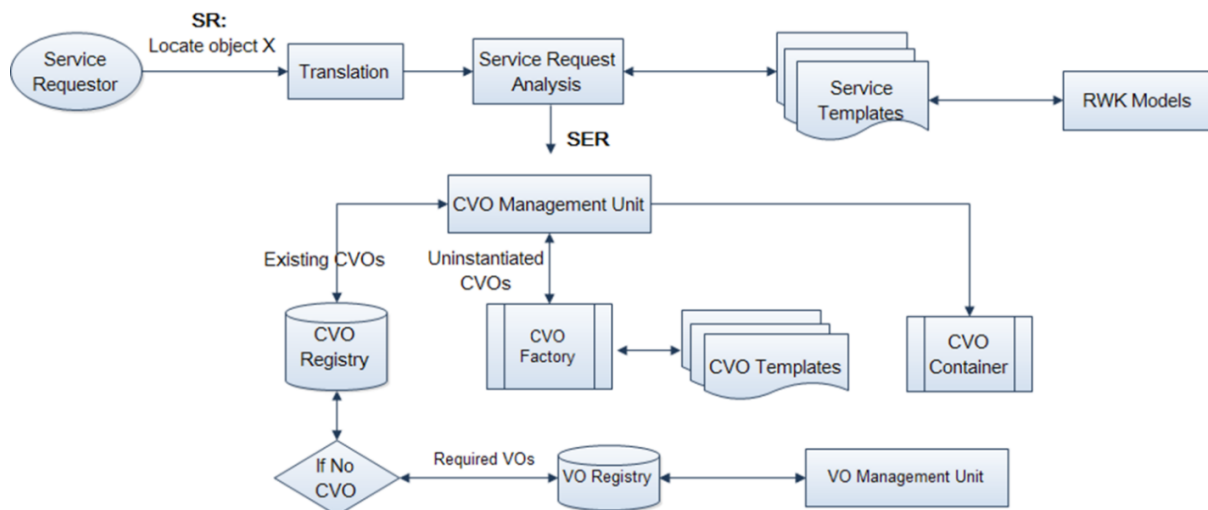 SR:
Locate object X
Service
Requestor
Translation
Service Request
Analysis
Service
Templates
RWK Models
SER
CVO Management Unit
Existing CVOs
Uninstantiated
CVOs
CVO
Registry
CVO
Factory
CVO Templates
CVO
Container
If No
CVO
Required VOs
VO Registry
VO Management Unit